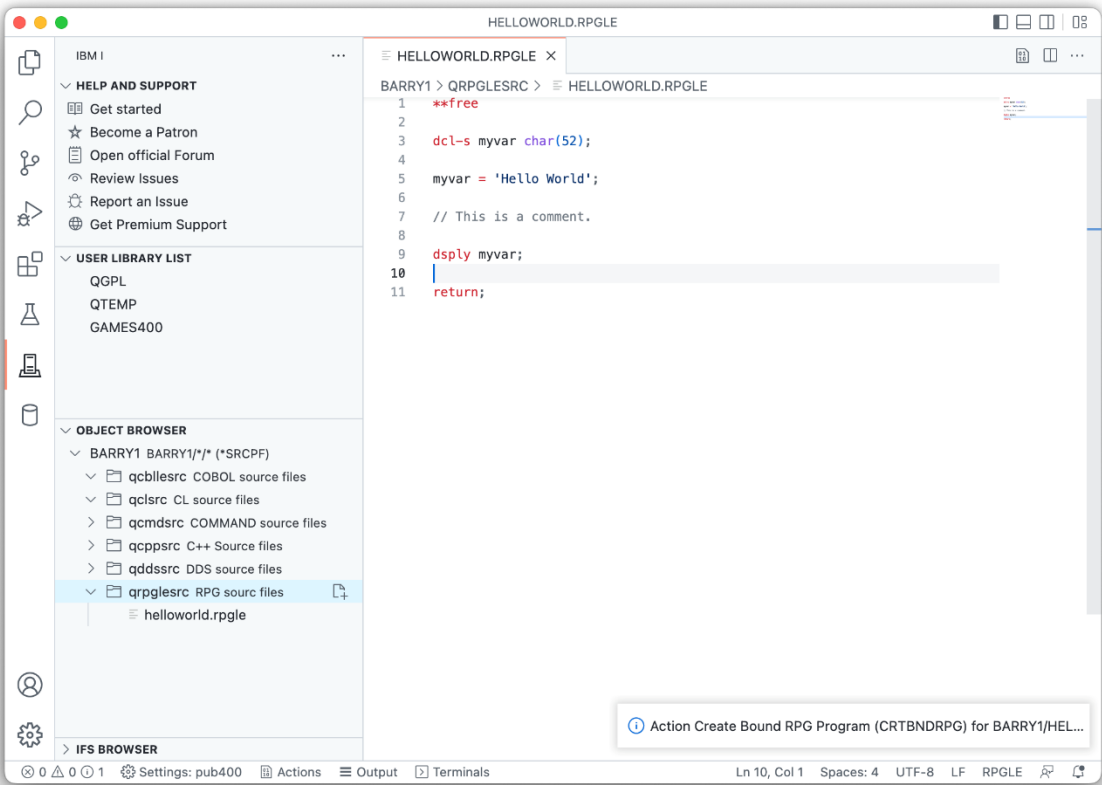 HELLOWORLD.RPGLE
IBM I
HELP AND SUPPORT
Get started
Become a Patron
Open official Forum
Review Issues
Report an Issue
Get Premium Support
USER LIBRARY LIST
QGPL
QTEMP
GAMES400
OBJECT BROWSER
BARRY1 BARRY1/*/* (*SRCPF)
qcbllesrc COBOL source files
qclsrc CL source files
qcmdsrc COMMAND source files
qcppsrc C++ Source files
qddssrc DDS source files
qrpglesrc RPG sourc files
helloworld.rpgle
IFS BROWSER
HELLOWORLD.RPGLE
BARRY1 > QRPGLESRC > HELLOWORLD.RPGLE
1 **free
2
3 dcl-s myvar char(52);
4
5 myvar = 'Hello World';
6
7 // This is a comment.
8
9 dsply myvar;
10
11 return;
Action Create Bound RPG Program (CRTBNDRPG) for BARRY1/HEL...
0 0 1 Settings: pub400 Actions Output Terminals Ln 10, Col 1 Spaces: 4 UTF-8 LF RPGLE